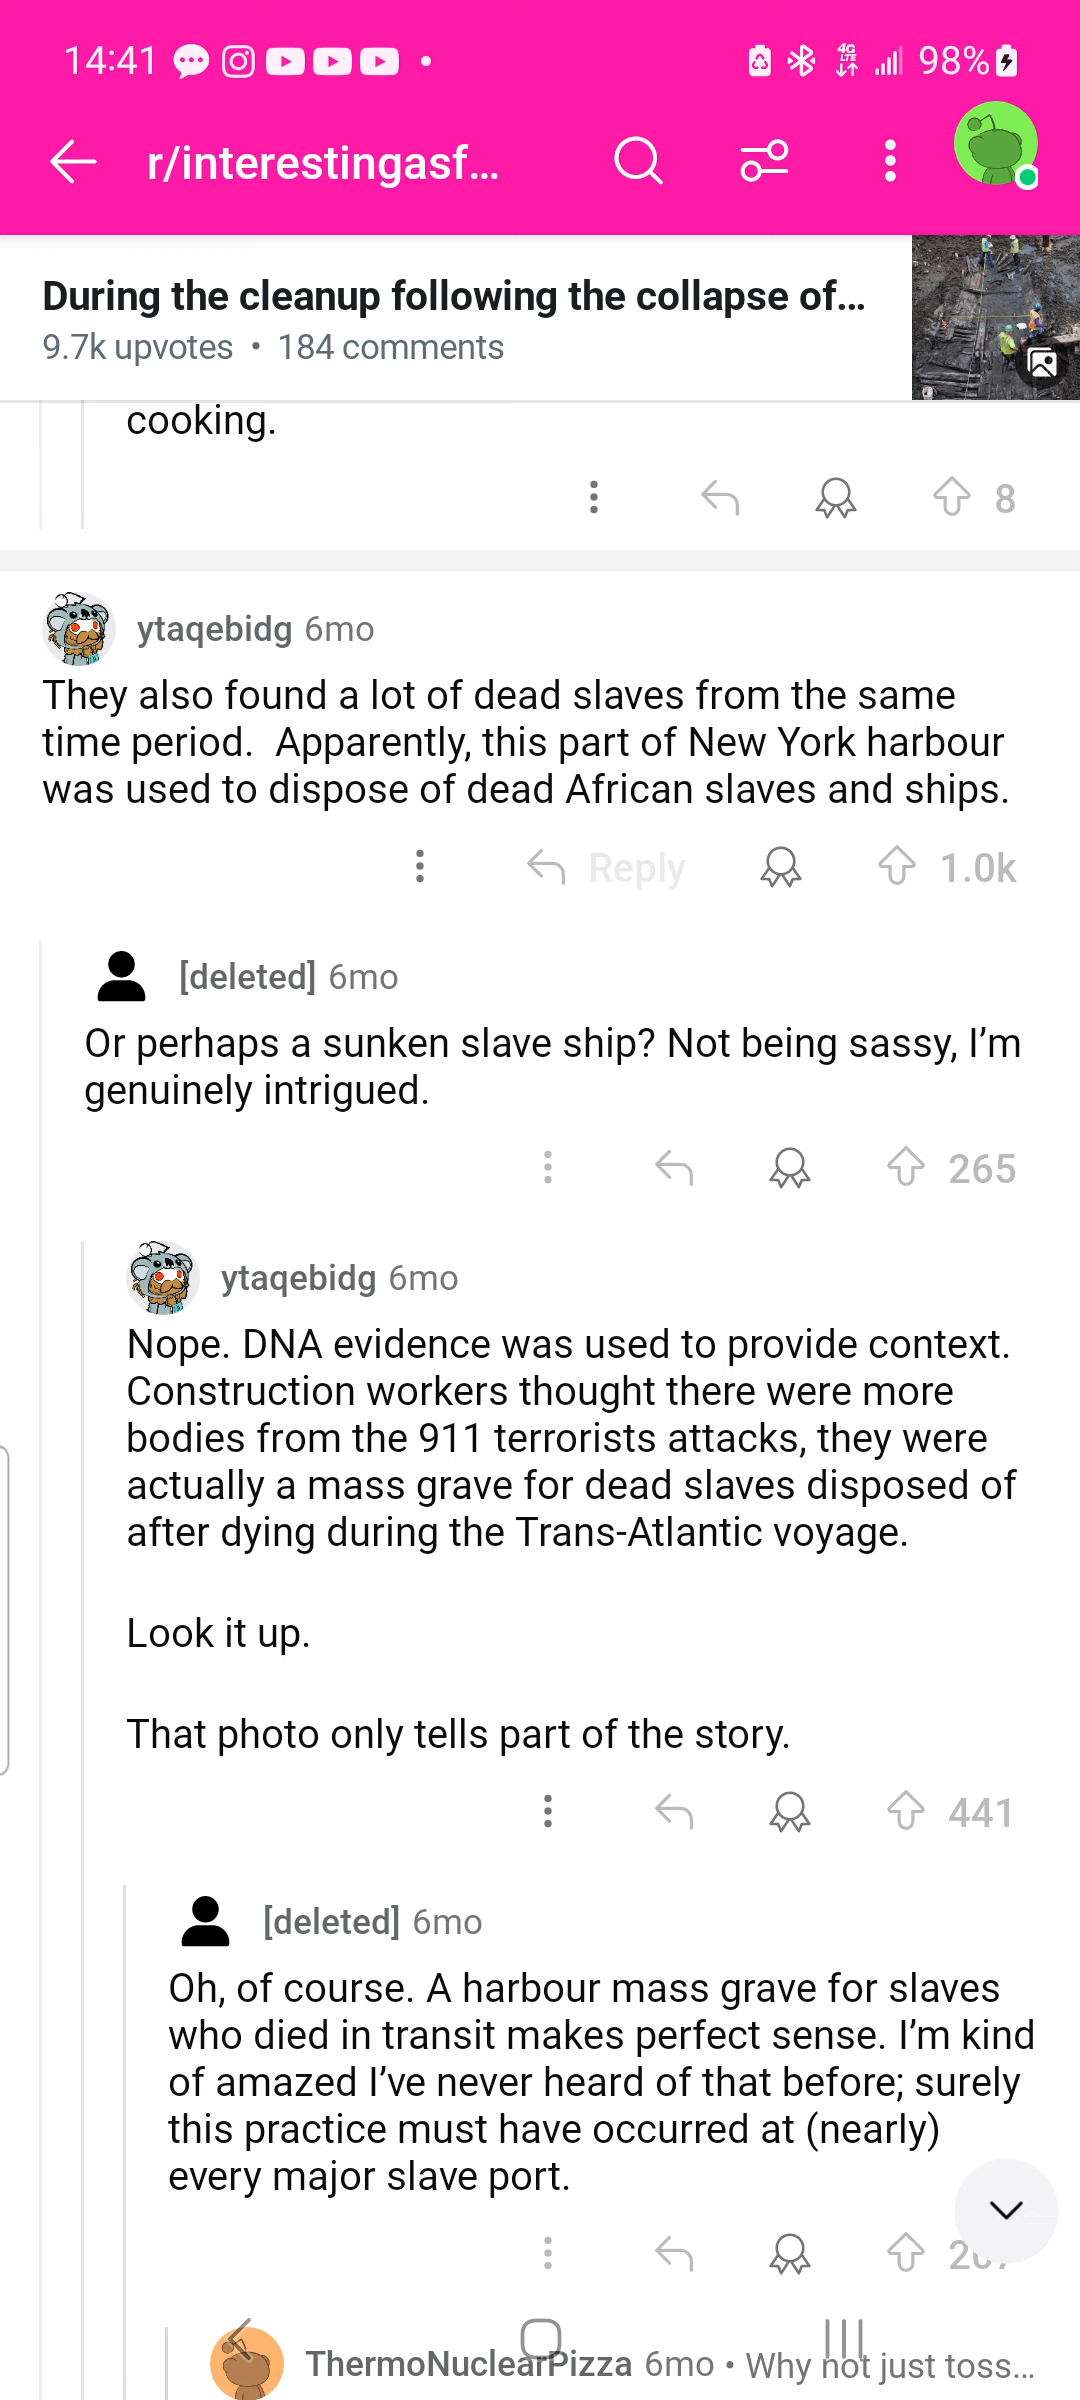 14:41
4G
LTE
98%
r/interestingasf...
During the cleanup following the collapse of...
9.7k upvotes • 184 comments
cooking.
8
ytaqebidg 6mo
They also found a lot of dead slaves from the same
time period.  Apparently, this part of New York harbour
was used to dispose of dead African slaves and ships.
Reply
1.0k
[deleted] 6mo
Or perhaps a sunken slave ship? Not being sassy, I’m
genuinely intrigued.
265
ytaqebidg 6mo
Nope. DNA evidence was used to provide context.
Construction workers thought there were more
bodies from the 911 terrorists attacks, they were
actually a mass grave for dead slaves disposed of
after dying during the Trans-Atlantic voyage.
Look it up.
That photo only tells part of the story.
441
[deleted] 6mo
Oh, of course. A harbour mass grave for slaves
who died in transit makes perfect sense. I’m kind
of amazed I’ve never heard of that before; surely
this practice must have occurred at (nearly)
every major slave port.
ThermoNuclearPizza 6mo • Why not just toss...